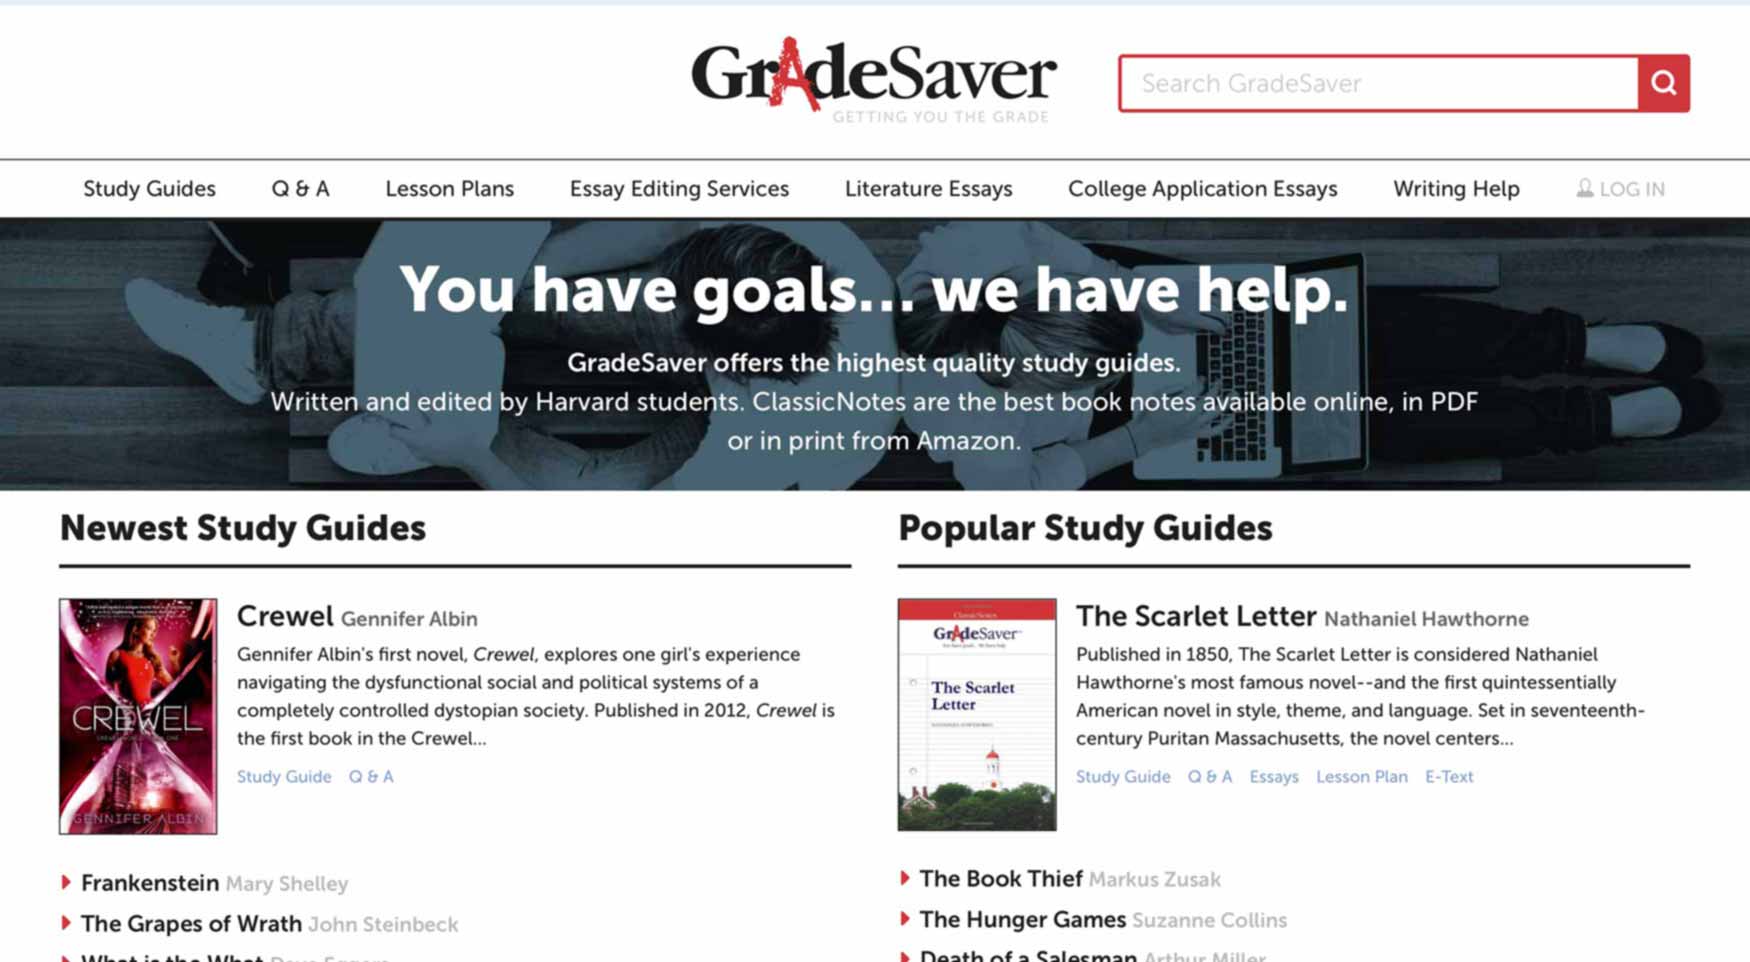 GradeSaver
GETTING YOU THE GRADE
Search GradeSaver
Study Guides
Q & A
Lesson Plans
Essay Editing Services
Literature Essays
College Application Essays
Writing Help
LOG IN
You have goals... we have help.
GradeSaver offers the highest quality study guides.
Written and edited by Harvard students. ClassicNotes are the best book notes available online, in PDF
or in print from Amazon.
Newest Study Guides
CREWEL
GENNIFER ALBIN
Crewel Gennifer Albin
Gennifer Albin's first novel, Crewel, explores one girl's experience
navigating the dysfunctional social and political systems of a
completely controlled dystopian society. Published in 2012, Crewel is
the first book in the Crewel...
Study Guide Q & A
Frankenstein Mary Shelley
The Grapes of Wrath John Steinbeck
What is the What Dave Eggers
Popular Study Guides
ClassicNotes
GradeSaver
The Scarlet
Letter
The Scarlet Letter Nathaniel Hawthorne
Published in 1850, The Scarlet Letter is considered Nathaniel
Hawthorne's most famous novel--and the first quintessentially
American novel in style, theme, and language. Set in seventeenth-
century Puritan Massachusetts, the novel centers...
Study Guide Q & A Essays Lesson Plan E-Text
The Book Thief Markus Zusak
The Hunger Games Suzanne Collins
Death of a Salesman Arthur Miller